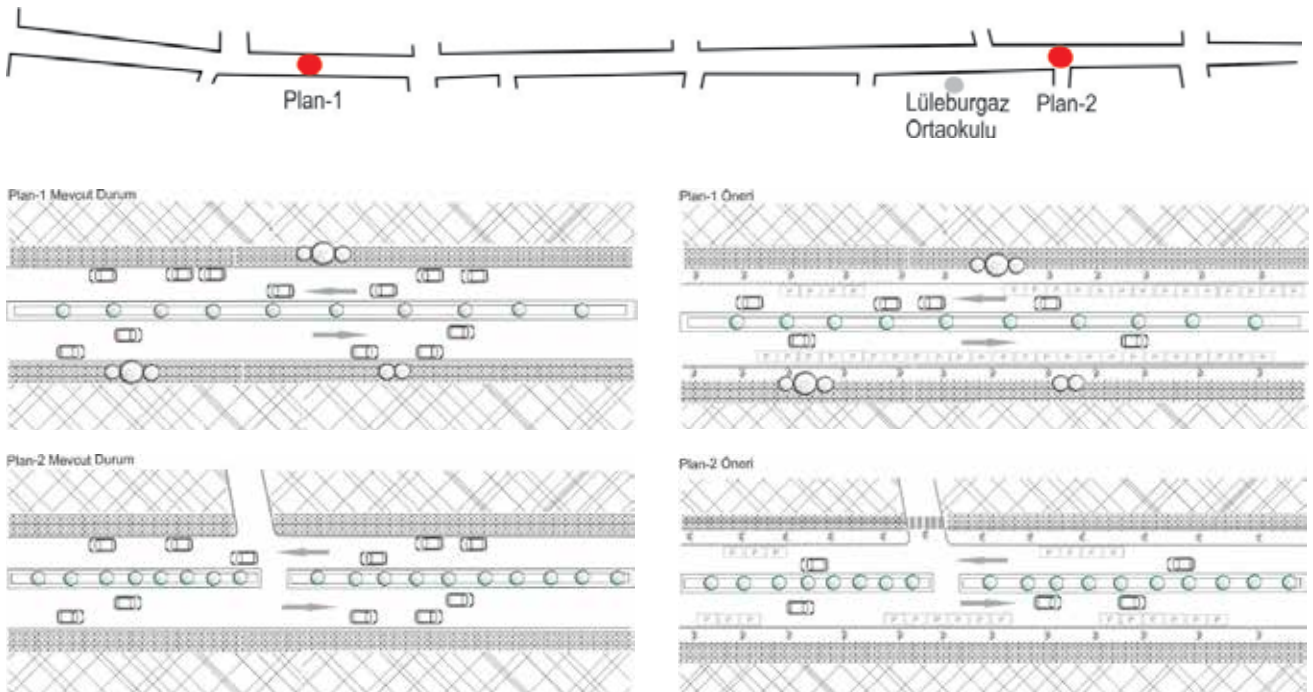 Plan-1
Lüleburgaz
Örtaokulu
Plan-2
Plan-1 Mevcut Durum
Plan-1 Öneri
Plan-2 Mevcut Durum
Plan-2 Öneri